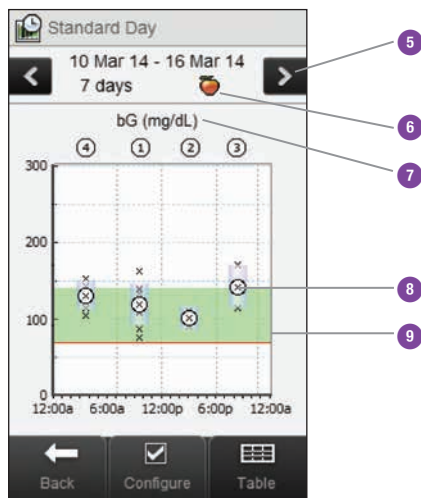 Standard Day
10 Mar 14 - 16 Mar 14
7 days
bG (mg/dL)
4 1 2 3
300
200
100
0
12:00a 6:00a 12:00p 6:00p 12:00a
Back Configure Table
5
6
7
8
9